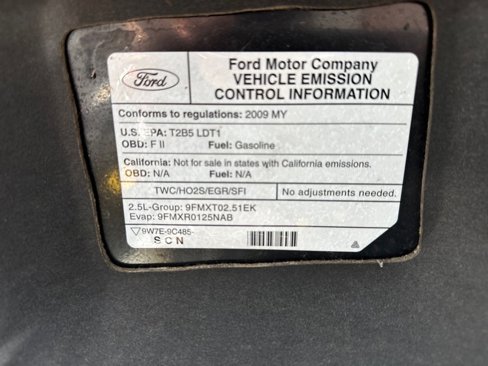 Ford
Ford Motor Company
VEHICLE EMISSION
CONTROL INFORMATION
Conforms to regulations: 2009 MY
U.S. EPA: T2B5 LDT1
OBD: F II Fuel: Gasoline
California: Not for sale in states with California emissions.
OBD: N/A Fuel: N/A
TWC/HO2S/EGR/SFI No adjustments needed.
2.5L-Group: 9FMXT02.51EK
Evap: 9FMXR0125NAB
9W7E-9C485-
S C N